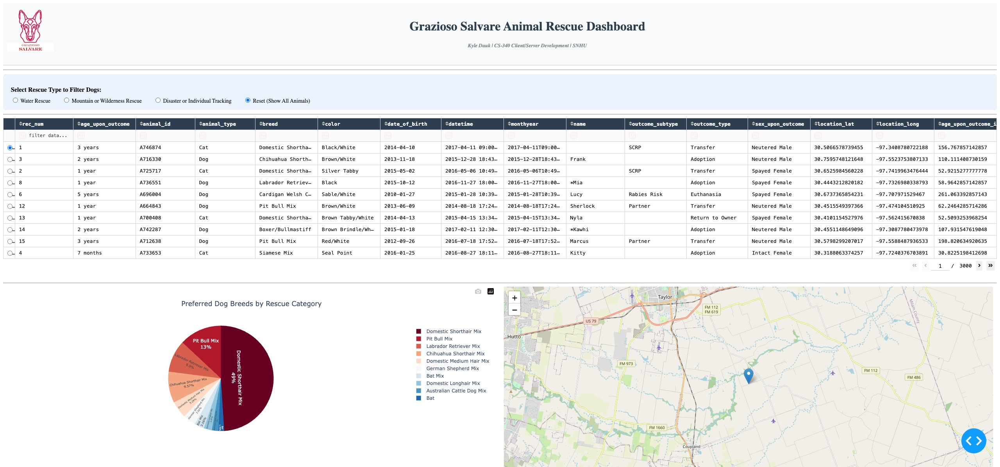 GRAZIOSO
SALVARE
Grazioso Salvare Animal Rescue Dashboard
Kyle Dauk | CS-340 Client/Server Development | SNHU
Select Rescue Type to Filter Dogs:
Water Rescue Mountain or Wilderness Rescue Disaster or Individual Tracking Reset (Show All Animals)
rec_num age_upon_outcome animal_id animal_type breed color date_of_birth datetime monthyear name outcome_subtype outcome_type sex_upon_outcome location_lat location_long age_upon_outcome_i
Aa filter data... Aa Aa Aa Aa Aa Aa Aa Aa Aa Aa Aa Aa Aa Aa Aa
1 3 years A746874 Cat Domestic Shortha… Black/White 2014-04-10 2017-04-11 09:00… 2017-04-11T09:00… SCRP Transfer Neutered Male 30.5066578739455 -97.3408780722188 156.767857142857
3 2 years A716330 Dog Chihuahua Shorth… Brown/White 2013-11-18 2015-12-28 18:43… 2015-12-28T18:43… Frank Adoption Neutered Male 30.7595748121648 -97.5523753807133 110.111408730159
2 1 year A725717 Cat Domestic Shortha… Silver Tabby 2015-05-02 2016-05-06 10:49… 2016-05-06T10:49… SCRP Transfer Spayed Female 30.6525984560228 -97.7419963476444 52.9215277777778
8 1 year A736551 Dog Labrador Retriev… Black 2015-10-12 2016-11-27 18:00… 2016-11-27T18:00… *Mia Adoption Spayed Female 30.4443212820182 -97.7326980338793 58.9642857142857
6 5 years A696004 Dog Cardigan Welsh C… Sable/White 2010-01-27 2015-01-28 10:39… 2015-01-28T10:39… Lucy Rabies Risk Euthanasia Spayed Female 30.6737365854231 -97.707971529467 261.063392857143
12 1 year A664843 Dog Pit Bull Mix Brown/White 2013-06-09 2014-08-18 17:24… 2014-08-18T17:24… Sherlock Partner Transfer Neutered Male 30.4515549397366 -97.474104510925 62.2464285714286
13 1 year A700408 Cat Domestic Shortha… Brown Tabby/White 2014-04-13 2015-04-15 13:34… 2015-04-15T13:34… Nyla Return to Owner Spayed Female 30.4101154527976 -97.562415670838 52.5093253968254
14 2 years A742287 Dog Boxer/Bullmastiff Brown Brindle/Wh… 2015-01-18 2017-02-11 12:30… 2017-02-11T12:30… *Kawhi Adoption Neutered Male 30.4551148649096 -97.3087780473978 107.931547619048
15 3 years A712638 Dog Pit Bull Mix Red/White 2012-09-26 2016-07-18 17:52… 2016-07-18T17:52… Marcus Partner Transfer Neutered Male 30.5798299207017 -97.5588487936533 198.820634920635
4 7 months A733653 Cat Siamese Mix Seal Point 2016-01-25 2016-08-27 18:11… 2016-08-27T18:11… Kitty Adoption Intact Female 30.3188063374257 -97.7240376703891 30.8225198412698
1 / 3000
Preferred Dog Breeds by Rescue Category
Pit Bull Mix
13%
Labrador Retriever Mix
9.9%
Chihuahua Shorthair Mix
9.57%
Domestic Medium Hair Mix
5.28%
German Shepherd Mix
3.92%
Bat Mix
3.06%
Bat
Domestic Shorthair Mix
49%
Domestic Shorthair Mix
Pit Bull Mix
Labrador Retriever Mix
Chihuahua Shorthair Mix
Domestic Medium Hair Mix
German Shepherd Mix
Bat Mix
Domestic Longhair Mix
Australian Cattle Dog Mix
Bat
+
−
Taylor
FM 112
FM 619
Milam County
US 79
Hutto
FM 973
FM 112
FM 486
FM 1660
Coupland